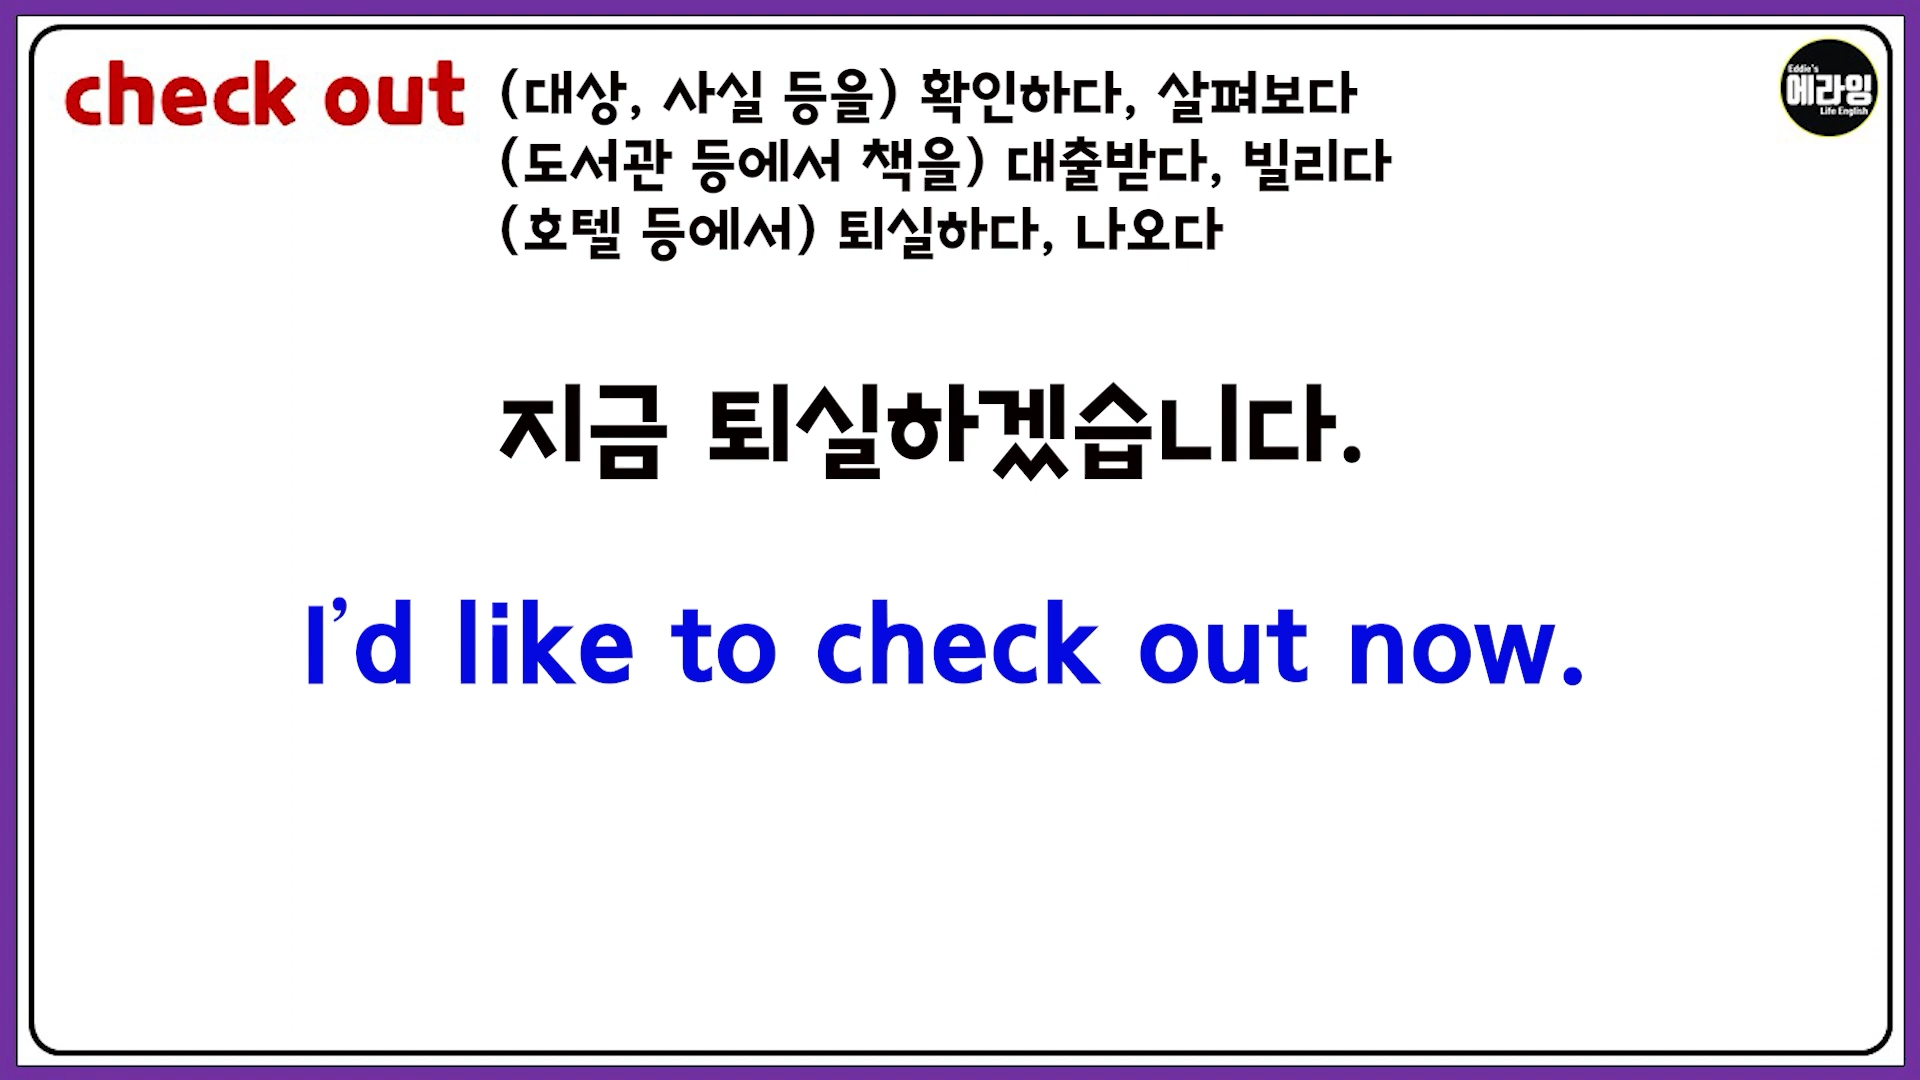 check out (대상, 사실 등을) 확인하다, 살펴보다
(도서관 등에서 책을) 대출받다, 빌리다
(호텔 등에서) 퇴실하다, 나오다
Eddie's
에라잉
Life English
지금 퇴실하겠습니다.
I’d like to check out now.